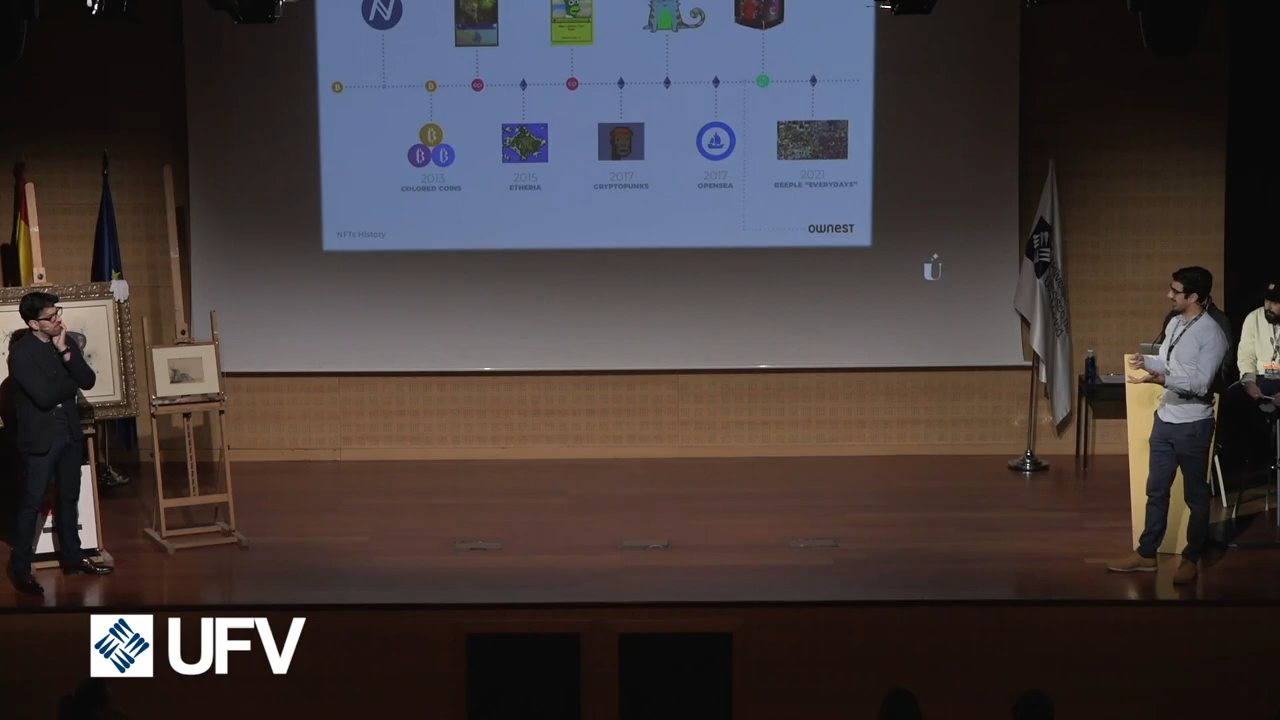 2013
COLORED COINS
2015
ETHERIA
2017
CRYPTOPUNKS
2017
OPENSEA
2021
BEEPLE "EVERYDAYS"
NFTs History
OWNEST
UFV